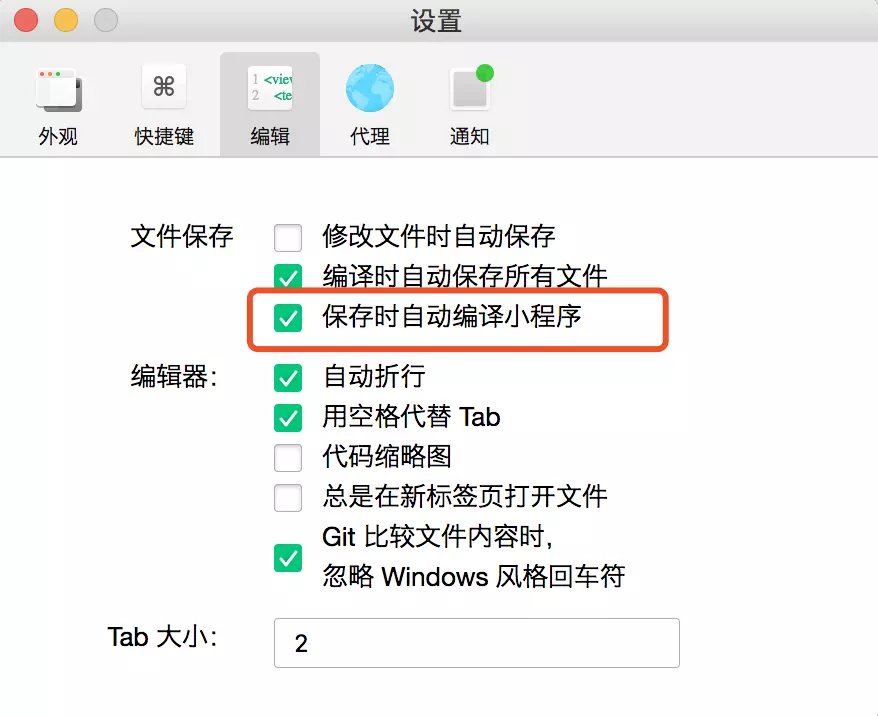 设置
⌘
1 <view
2 <te
外观
快捷键
编辑
代理
通知
文件保存
修改文件时自动保存
编译时自动保存所有文件
保存时自动编译小程序
编辑器：
自动折行
用空格代替 Tab
代码缩略图
总是在新标签页打开文件
Git 比较文件内容时，
忽略 Windows 风格回车符
Tab 大小：
2